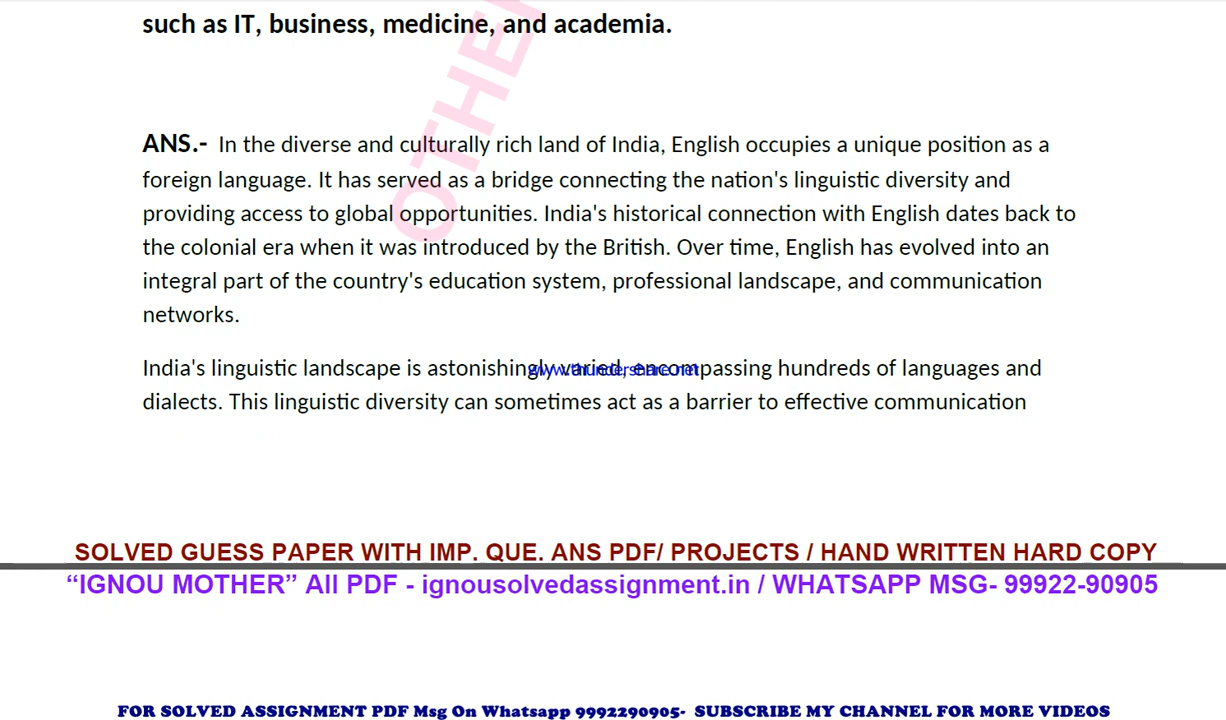 such as IT, business, medicine, and academia.
OTHER
ANS.- In the diverse and culturally rich land of India, English occupies a unique position as a
foreign language. It has served as a bridge connecting the nation's linguistic diversity and
providing access to global opportunities. India's historical connection with English dates back to
the colonial era when it was introduced by the British. Over time, English has evolved into an
integral part of the country's education system, professional landscape, and communication
networks.
India's linguistic landscape is astonishingly varied, encompassing hundreds of languages and
www.thundershare.net
dialects. This linguistic diversity can sometimes act as a barrier to effective communication
SOLVED GUESS PAPER WITH IMP. QUE. ANS PDF/ PROJECTS / HAND WRITTEN HARD COPY
“IGNOU MOTHER” All PDF - ignousolvedassignment.in / WHATSAPP MSG- 99922-90905
FOR SOLVED ASSIGNMENT PDF Msg On Whatsapp 9992290905- SUBSCRIBE MY CHANNEL FOR MORE VIDEOS